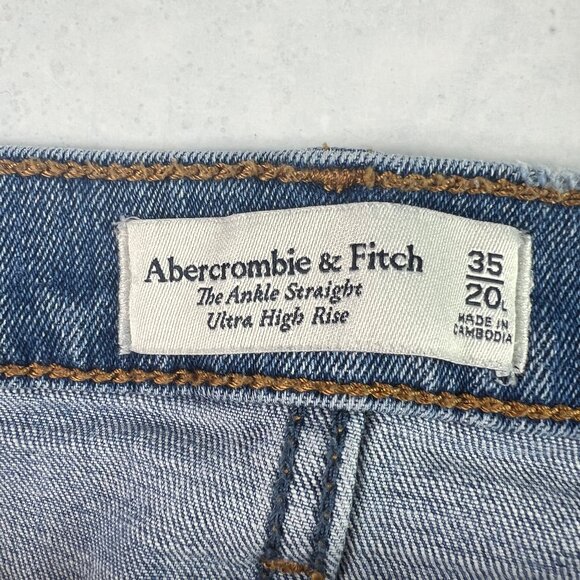 Abercrombie & Fitch
The Ankle Straight
Ultra High Rise
35
20L
MADE IN
CAMBODIA